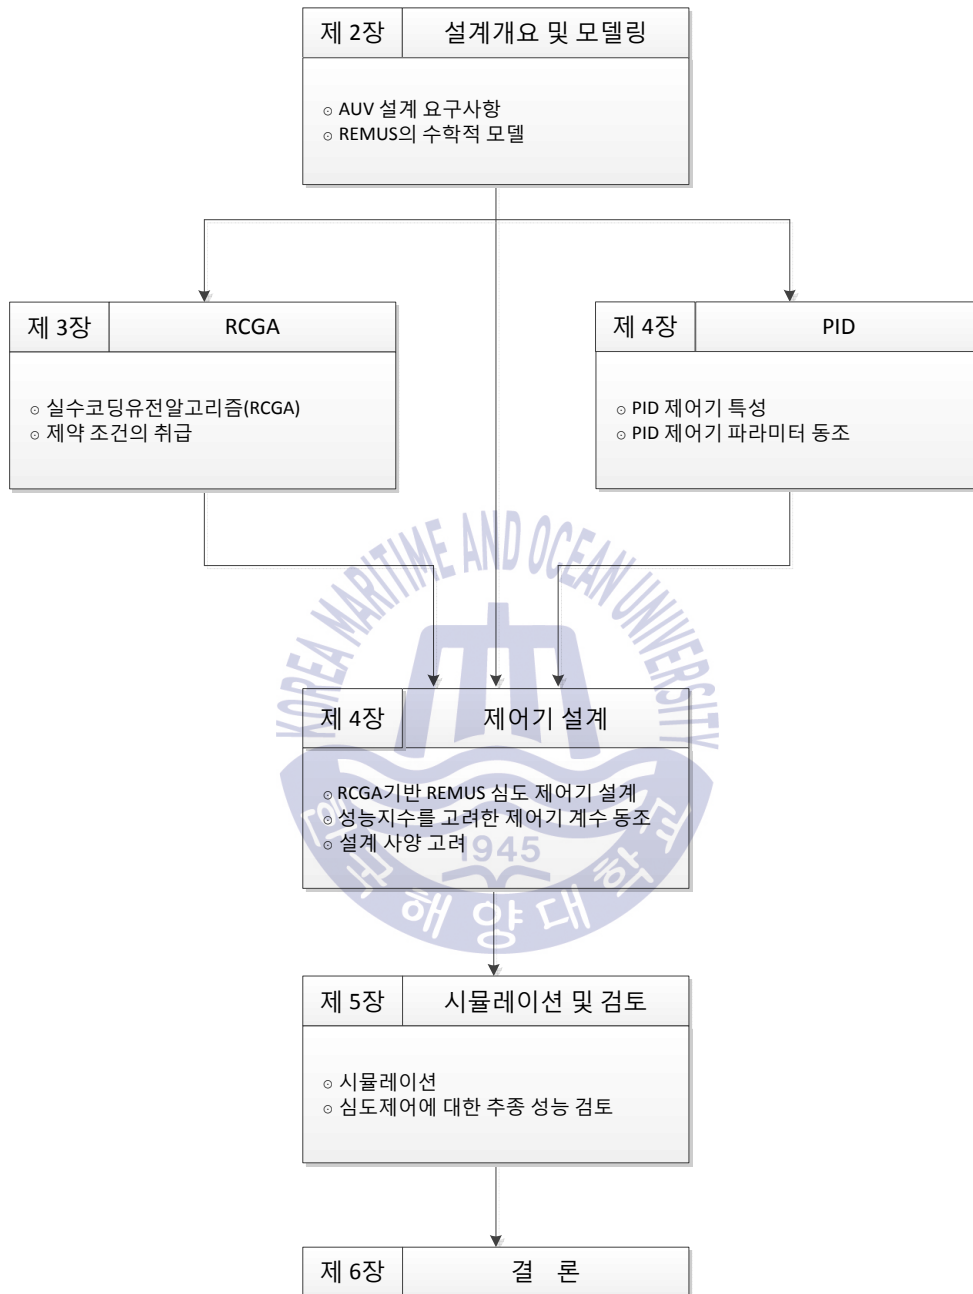 제 2장 설계개요 및 모델링
⊙ AUV 설계 요구사항
⊙ REMUS의 수학적 모델
제 3장 RCGA
⊙ 실수코딩유전알고리즘(RCGA)
⊙ 제약 조건의 취급
제 4장 PID
⊙ PID 제어기 특성
⊙ PID 제어기 파라미터 동조
KOREA MARITIME AND OCEAN UNIVERSITY
제 4장 제어기 설계
⊙ RCGA기반 REMUS 심도 제어기 설계
⊙ 성능지수를 고려한 제어기 계수 동조
⊙ 설계 사양 고려
1945
한국해양대학교
제 5장 시뮬레이션 및 검토
⊙ 시뮬레이션
⊙ 심도제어에 대한 추종 성능 검토
제 6장 결 론